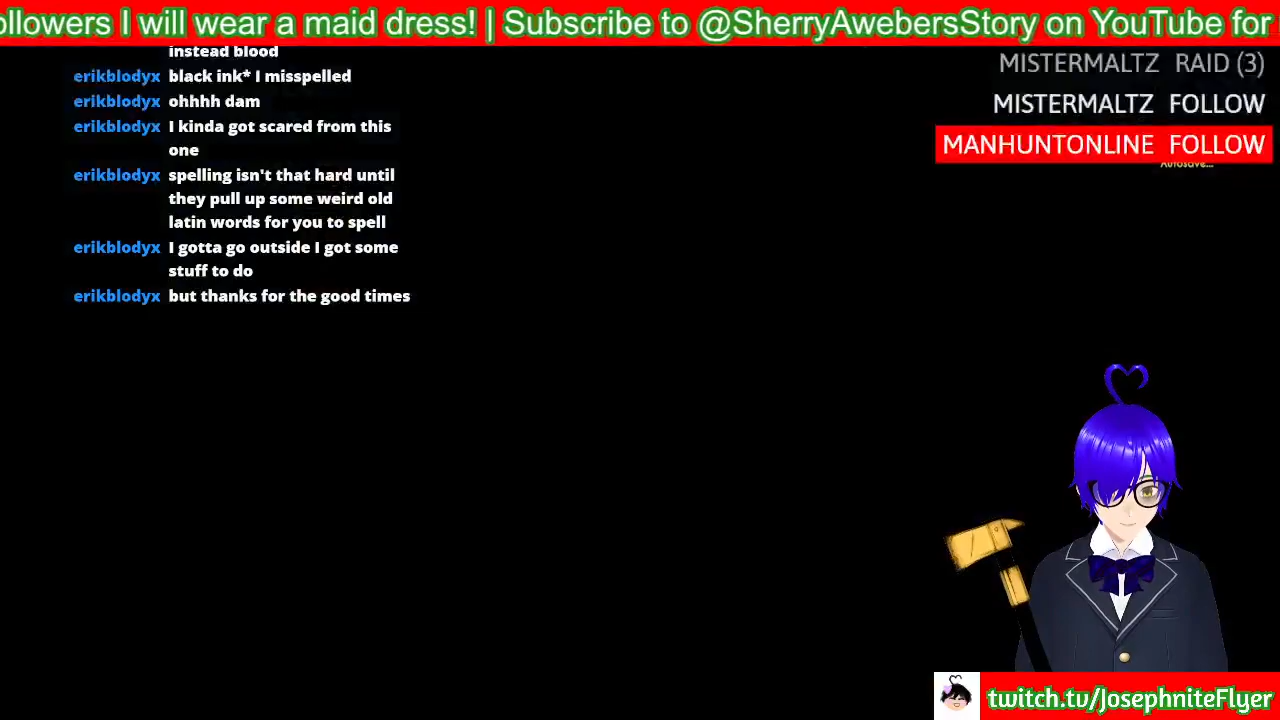 ollowers I will wear a maid dress! | Subscribe to @SherryAwebersStory on YouTube for
instead blood
erikblodyx black ink* I misspelled
erikblodyx ohhhh dam
erikblodyx I kinda got scared from this
one
erikblodyx spelling isn't that hard until
they pull up some weird old
latin words for you to spell
erikblodyx I gotta go outside I got some
stuff to do
erikblodyx but thanks for the good times
MISTERMALTZ RAID (3)
MISTERMALTZ FOLLOW
MANHUNTONLINE FOLLOW
Autosave...
twitch.tv/JosephniteFlyer